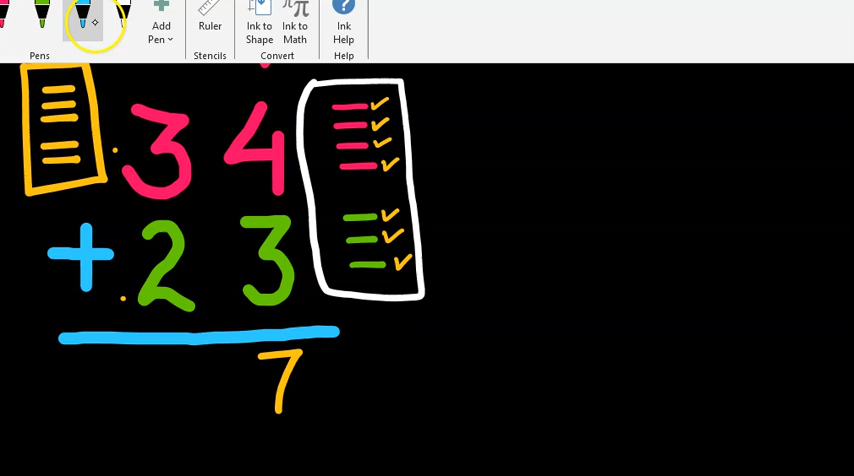 Add
Pen
Ruler
Ink to
Shape
Ink to
Math
Ink
Help
Pens
Stencils
Convert
Help
34
+ 23
7